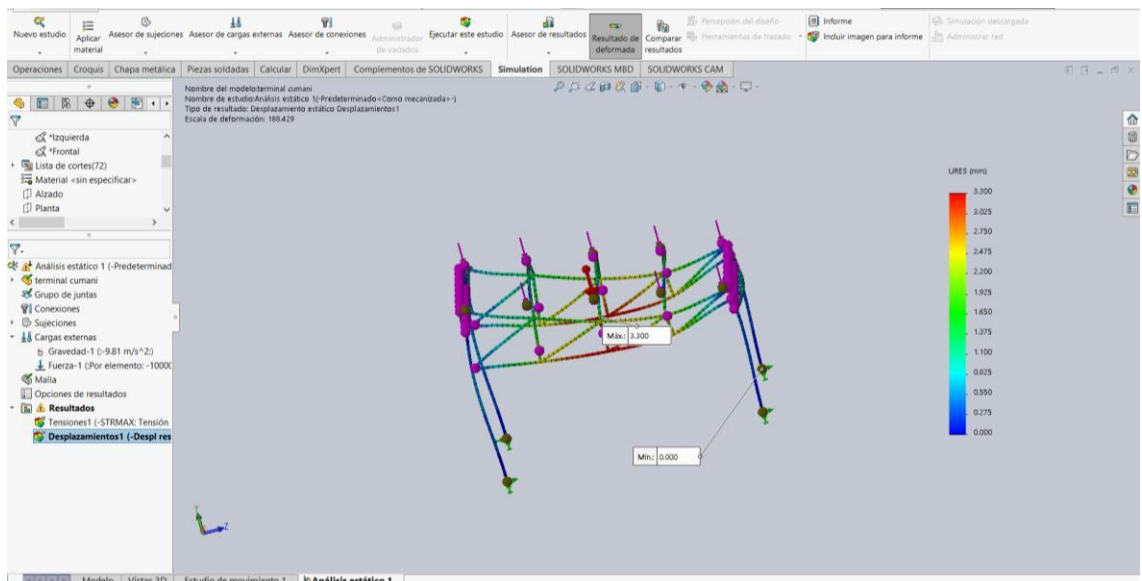 Nuevo estudio
Aplicar material
Asesor de sujeciones
Asesor de cargas externas
Asesor de conexiones
Administrador de vaciados
Ejecutar este estudio
Asesor de resultados
Resultado de deformada
Comparar resultados
Percepción del diseño
Herramientas de trazado
Informe
Incluir imagen para informe
Simulación descargada
Administrar red
Operaciones
Croquis
Chapa metálica
Piezas soldadas
Calcular
DimXpert
Complementos de SOLIDWORKS
Simulation
SOLIDWORKS MBD
SOLIDWORKS CAM
Nombre del modelo:terminal cumani
Nombre de estudio:Análisis estático 1(-Predeterminado<Como mecanizada>-)
Tipo de resultado: Desplazamiento estático Desplazamientos1
Escala de deformación: 188.429
*Izquierda
*Frontal
Lista de cortes(72)
Material <sin especificar>
Alzado
Planta
Análisis estático 1 (-Predeterminad
terminal cumani
Grupo de juntas
Conexiones
Sujeciones
Cargas externas
Gravedad-1 (:-9.81 m/s^2:)
Fuerza-1 (:Por elemento: -1000
Malla
Opciones de resultados
Resultados
Tensiones1 (-STRMAX: Tensión
Desplazamientos1 (-Despl res
URES (mm)
3.300
3.025
2.750
2.475
2.200
1.925
1.650
1.375
1.100
0.825
0.550
0.275
0.000
Máx.: 3.300
Mín.: 0.000
Modelo
Vistas 3D
Estudio de movimiento 1
Análisis estático 1